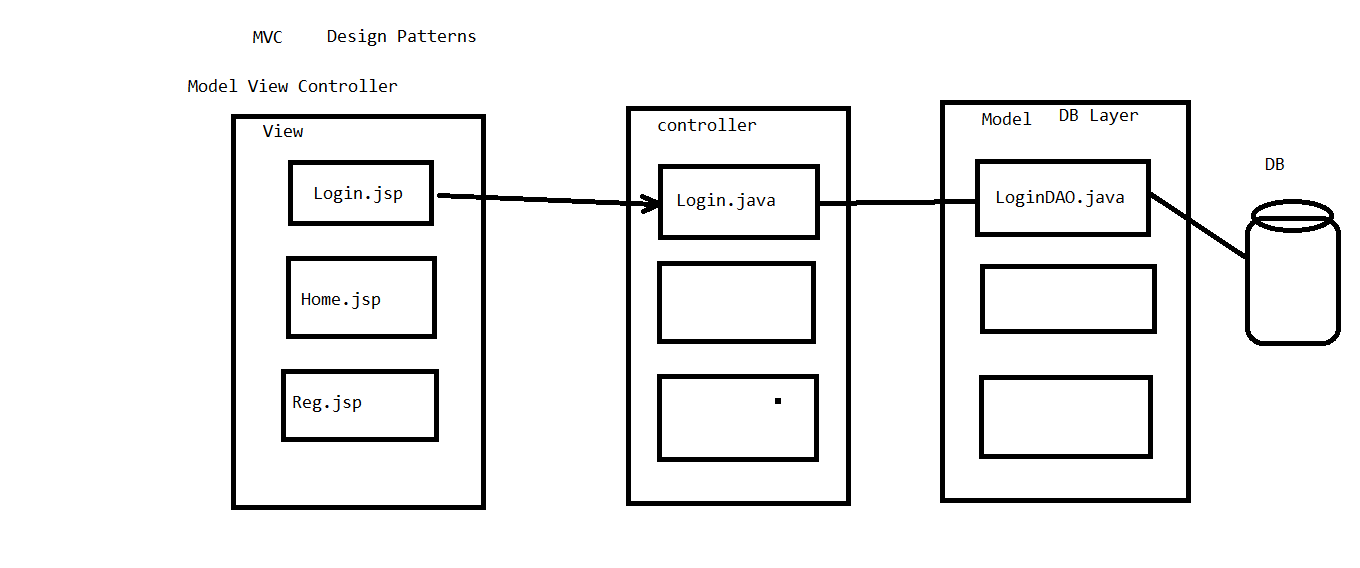 MVC Design Patterns
Model View Controller
View
Login.jsp
Home.jsp
Reg.jsp
controller
Login.java
Model DB Layer
LoginDAO.java
DB